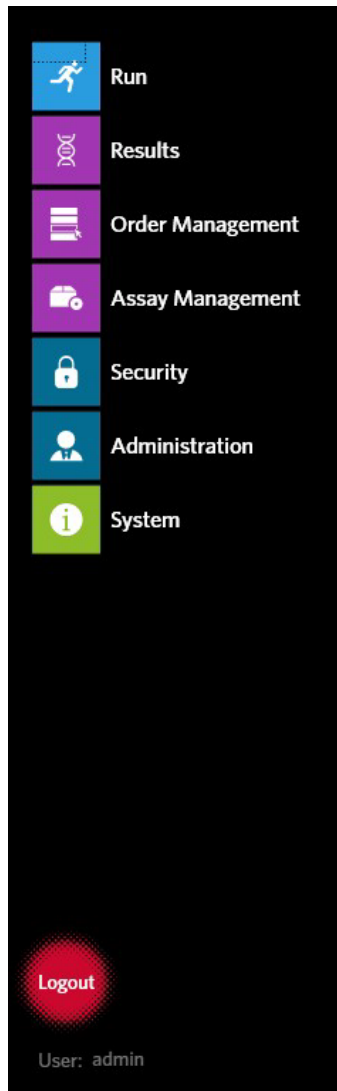 Run
Results
Order Management
Assay Management
Security
Administration
System
Logout
User: admin